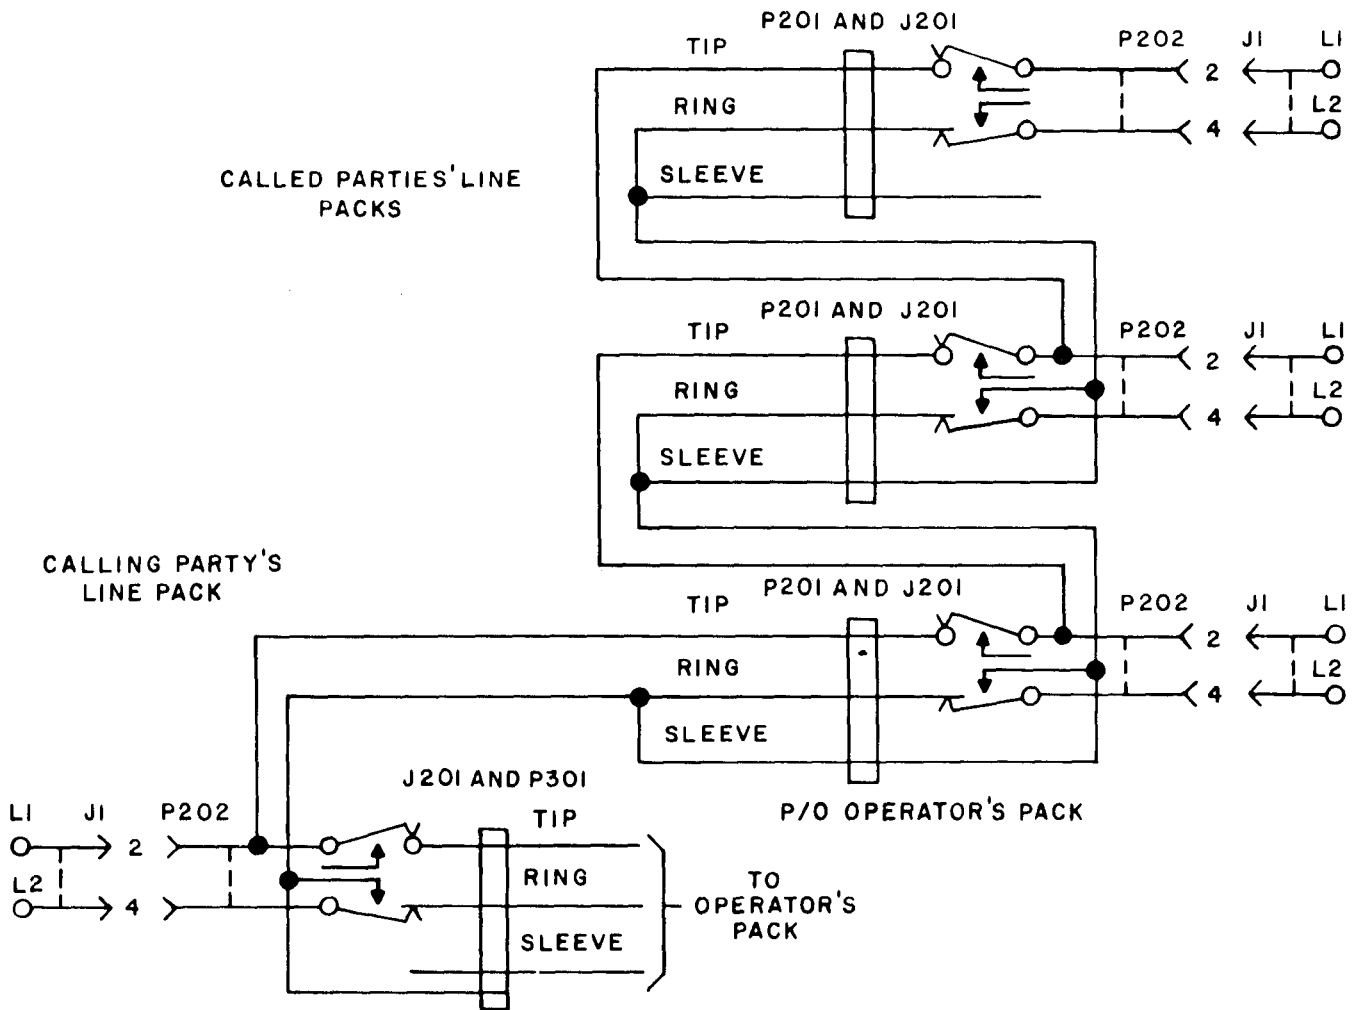 P201 AND J201
TIP
P202 J1 L1
2
RING
L2
4
SLEEVE
CALLED PARTIES' LINE
PACKS
P201 AND J201
TIP
P202 J1 L1
2
RING
L2
4
SLEEVE
CALLING PARTY'S
LINE PACK
P201 AND J201
TIP
P202 J1 L1
2
RING
L2
4
SLEEVE
P/O OPERATOR'S PACK
J201 AND P301
L1 J1 P202
2
TIP
L2
4
RING
SLEEVE
TO
OPERATOR'S
PACK